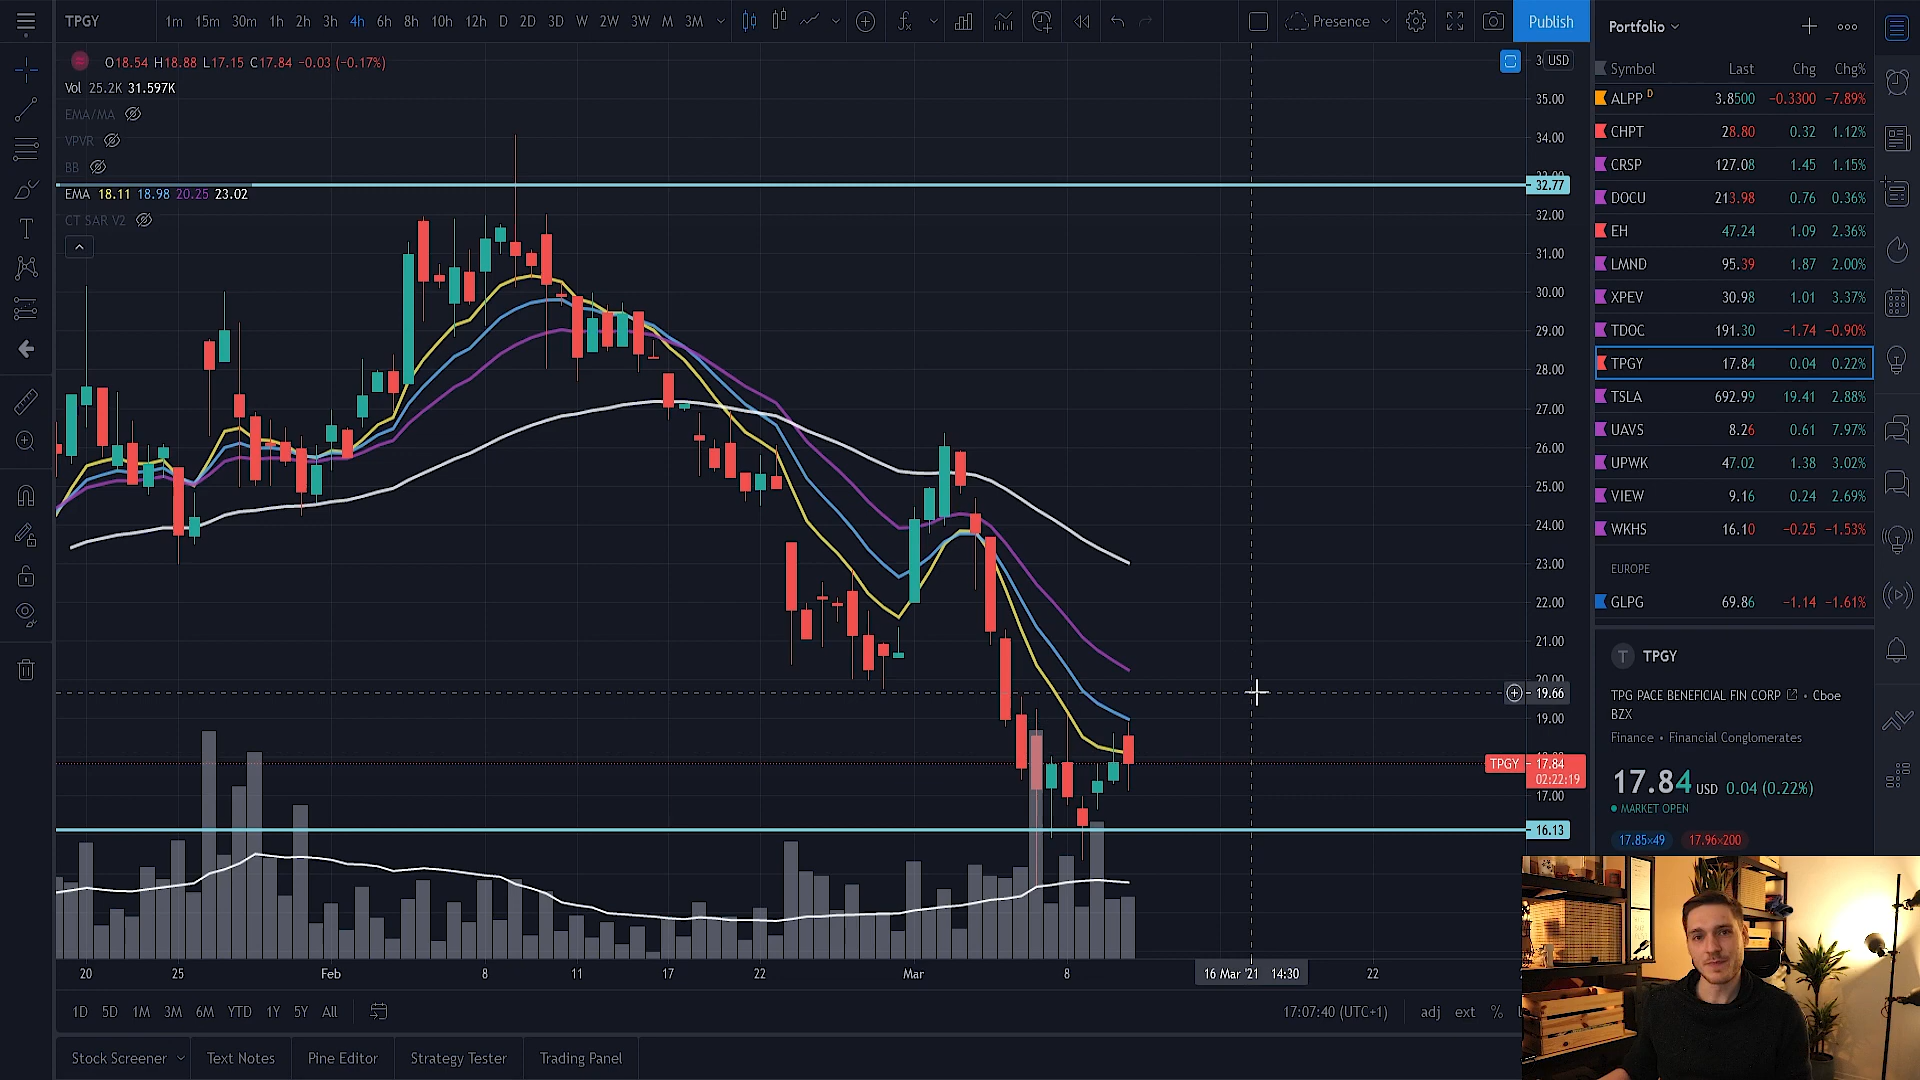 TPGY 1m 15m 30m 1h 2h 3h 4h 6h 8h 10h 12h D 2D 3D W 2W 3W M 3M Presence Publish
O18.54 H18.88 L17.15 C17.84 −0.03 (−0.17%)
Vol 25.2K 31.597K
EMA/MA
VPVR
BB
EMA 18.11 18.98 20.25 23.02
CT SAR V2
USD
35.00
34.00
32.77
32.00
31.00
30.00
29.00
28.00
27.00
26.00
25.00
24.00
23.00
22.00
21.00
20.00
19.66
19.00
TPGY 17.84
02:22:19
17.00
16.13
20 25 Feb 8 11 17 22 Mar 8 16 Mar '21 14:30 22
1D 5D 1M 3M 6M YTD 1Y 5Y All 17:07:40 (UTC+1) adj ext %
Stock Screener Text Notes Pine Editor Strategy Tester Trading Panel
Portfolio
Symbol Last Chg Chg%
ALPP D 3.8500 −0.3300 −7.89%
CHPT 28.80 0.32 1.12%
CRSP 127.08 1.45 1.15%
DOCU 213.98 0.76 0.36%
EH 47.24 1.09 2.36%
LMND 95.39 1.87 2.00%
XPEV 30.98 1.01 3.37%
TDOC 191.30 −1.74 −0.90%
TPGY 17.84 0.04 0.22%
TSLA 692.99 19.41 2.88%
UAVS 8.26 0.61 7.97%
UPWK 47.02 1.38 3.02%
VIEW 9.16 0.24 2.69%
WKHS 16.10 −0.25 −1.53%
EUROPE
GLPG 69.86 −1.14 −1.61%
T TPGY
TPG PACE BENEFICIAL FIN CORP • Cboe
BZX
Finance • Financial Conglomerates
17.84 USD 0.04 (0.22%)
MARKET OPEN
17.85×49 17.96×200